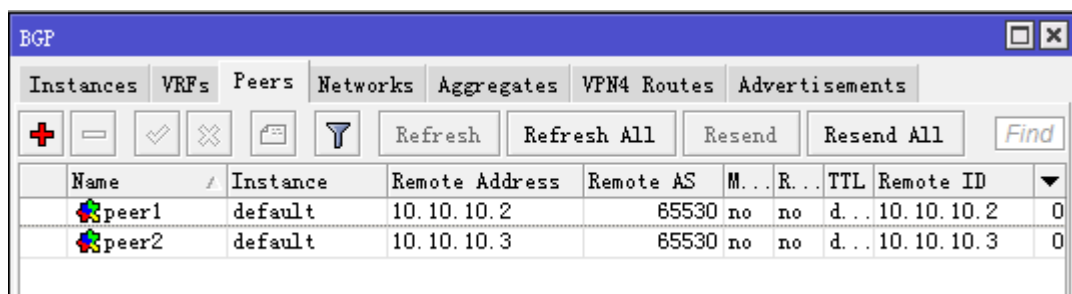 BGP
Instances VRFs Peers Networks Aggregates VPN4 Routes Advertisements
Refresh Refresh All Resend Resend All Find
Name Instance Remote Address Remote AS M... R... TTL Remote ID
peer1 default 10.10.10.2 65530 no no d... 10.10.10.2 0
peer2 default 10.10.10.3 65530 no no d... 10.10.10.3 0